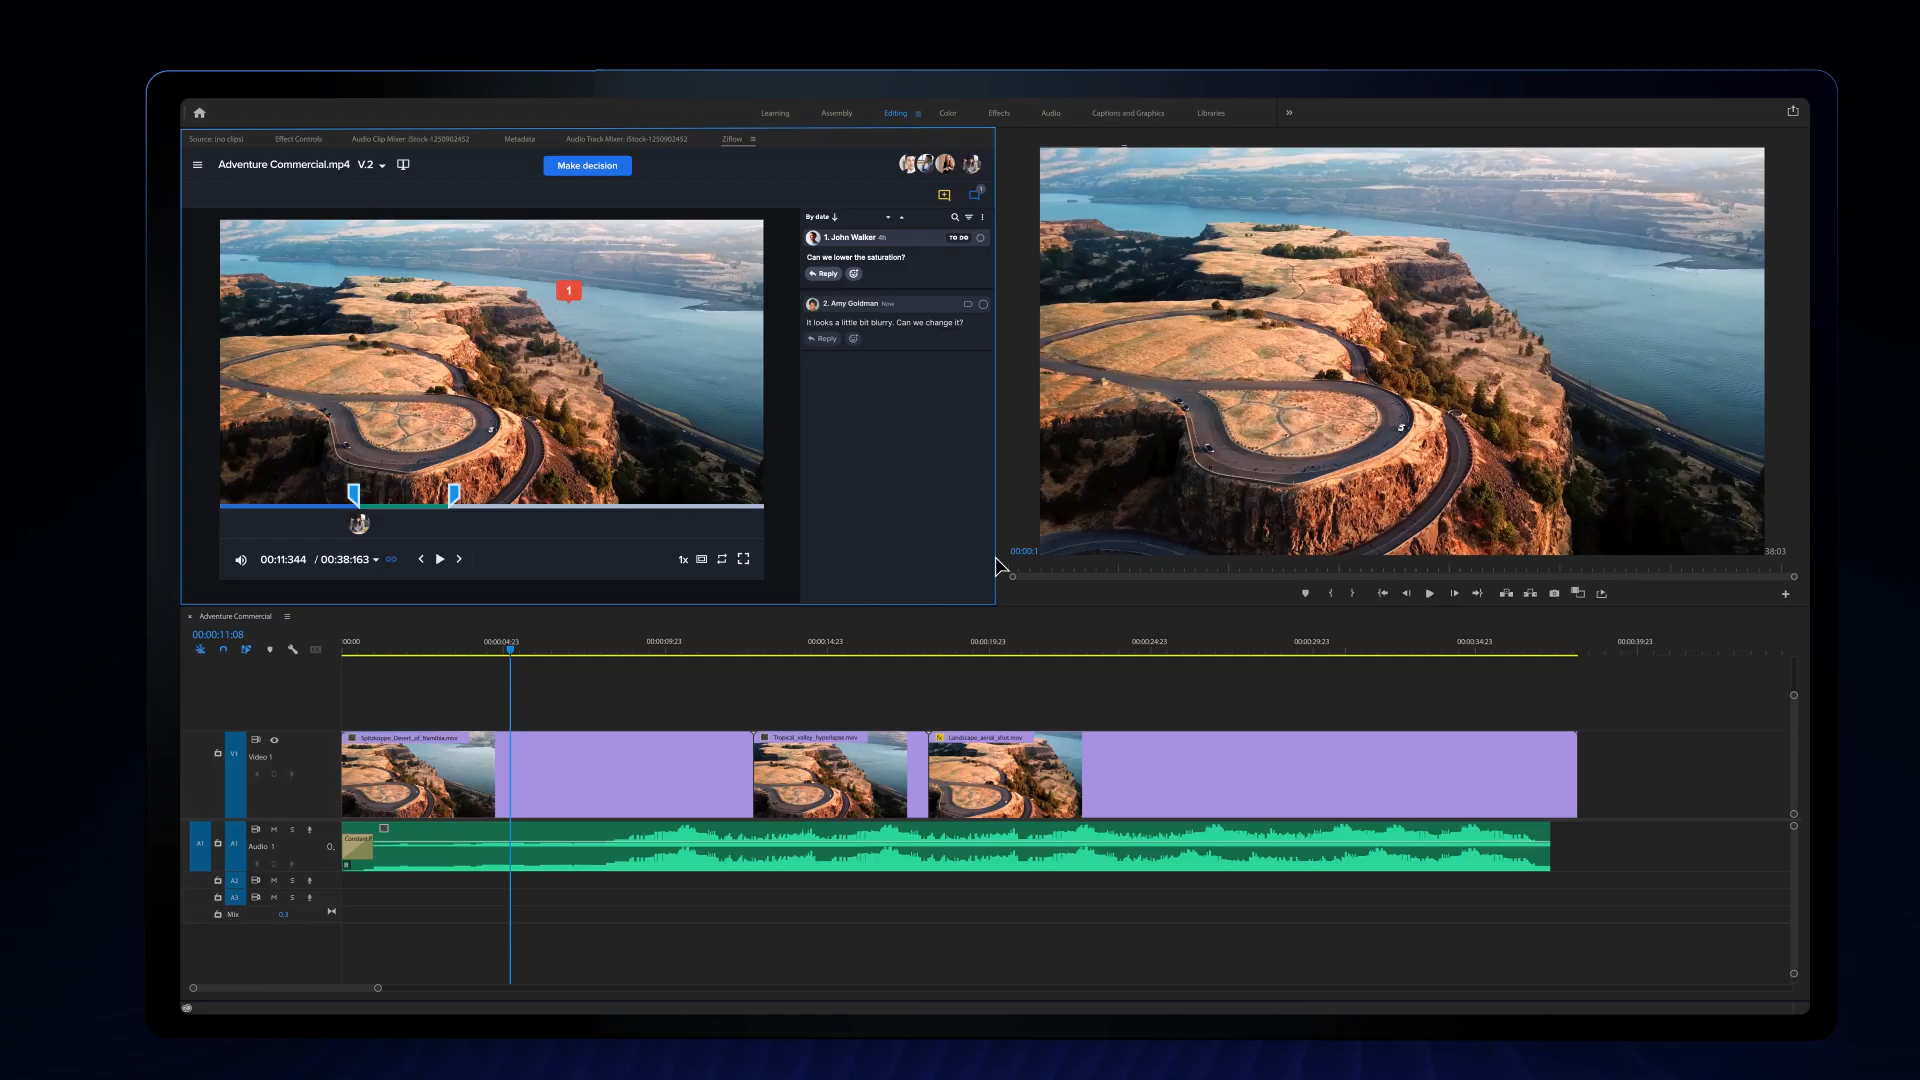 Learning Assembly Editing Color Effects Audio Captions and Graphics Libraries
Source: (no clips) Effect Controls Audio Clip Mixer: iStock-1250902452 Metadata Audio Track Mixer: iStock-1250902452 Ziflow
Adventure Commercial.mp4 V.2 Make decision
1
By date
1. John Walker 4h TO DO
Can we lower the saturation?
Reply
1
2. Amy Goldman Now
It looks a little bit blurry. Can we change it?
Reply
00:11:344 / 00:38:163 1x
00:00:1 38:03
Adventure Commercial
00:00:11:08
:00:00 00:00:04:23 00:00:09:23 00:00:14:23 00:00:19:23 00:00:24:23 00:00:29:23 00:00:34:23 00:00:39:23
Spitzkoppe_Desert_of_Namibia.mov Tropical_valley_hyperlapse.mov fx Landscape_aerial_shot.mov
V1
Video 1
A1 A1 M S
Audio 1 0.
Constant P
A2 M S
A3 M S
Mix 0.3